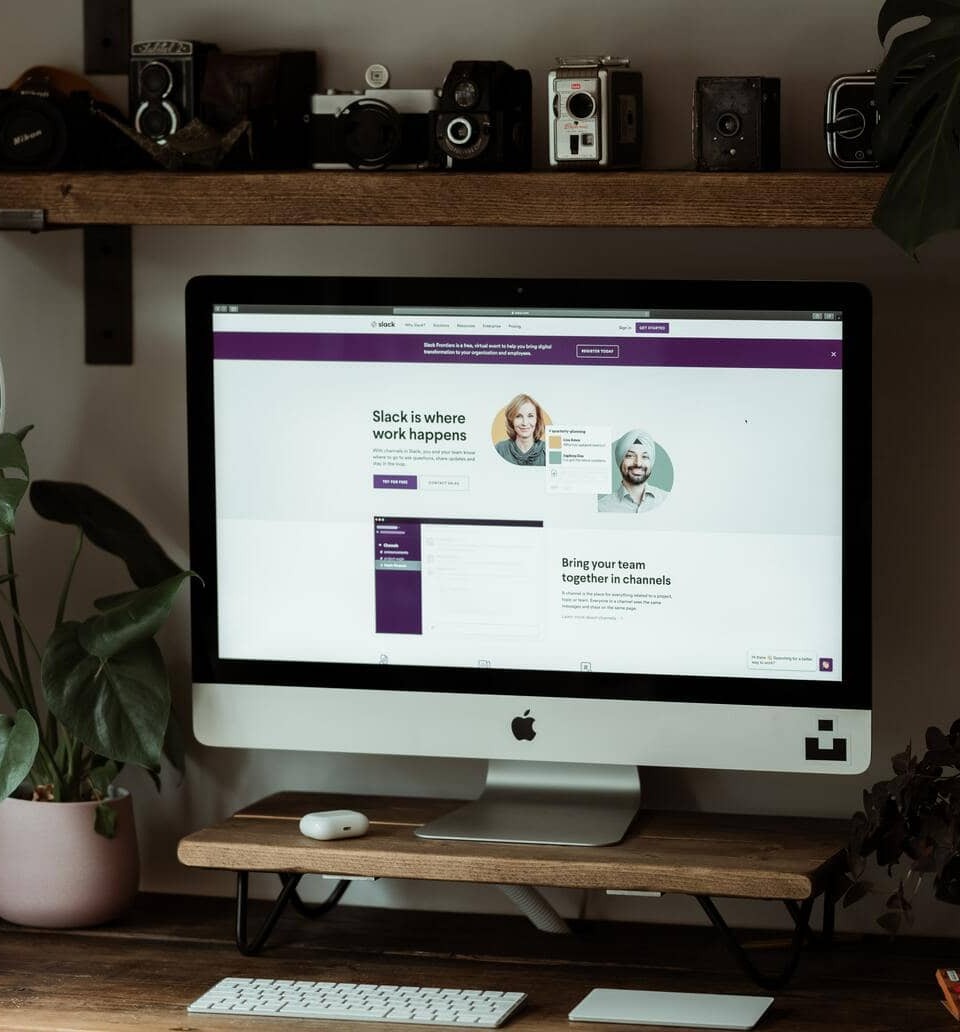 Nikon
slack
Why Slack? Solutions Resources Enterprise Pricing
Sign in GET STARTED
Slack Frontiers is a free, virtual event to help you bring digital
transformation to your organization and employees.
REGISTER TODAY
Slack is where
work happens
With channels in Slack, you and your team know
where to go to ask questions, share updates and
stay in the loop.
TRY FOR FREE
CONTACT SALES
# quarterly-planning
Lisa Dawa
Channels
# announcements
Bring your team
together in channels
A channel is the place for everything related to a project,
topic or team. Everyone in a channel sees the same
messages and stays on the same page.
Learn more about channels
Hi there 👋 Searching for a better
way to work?